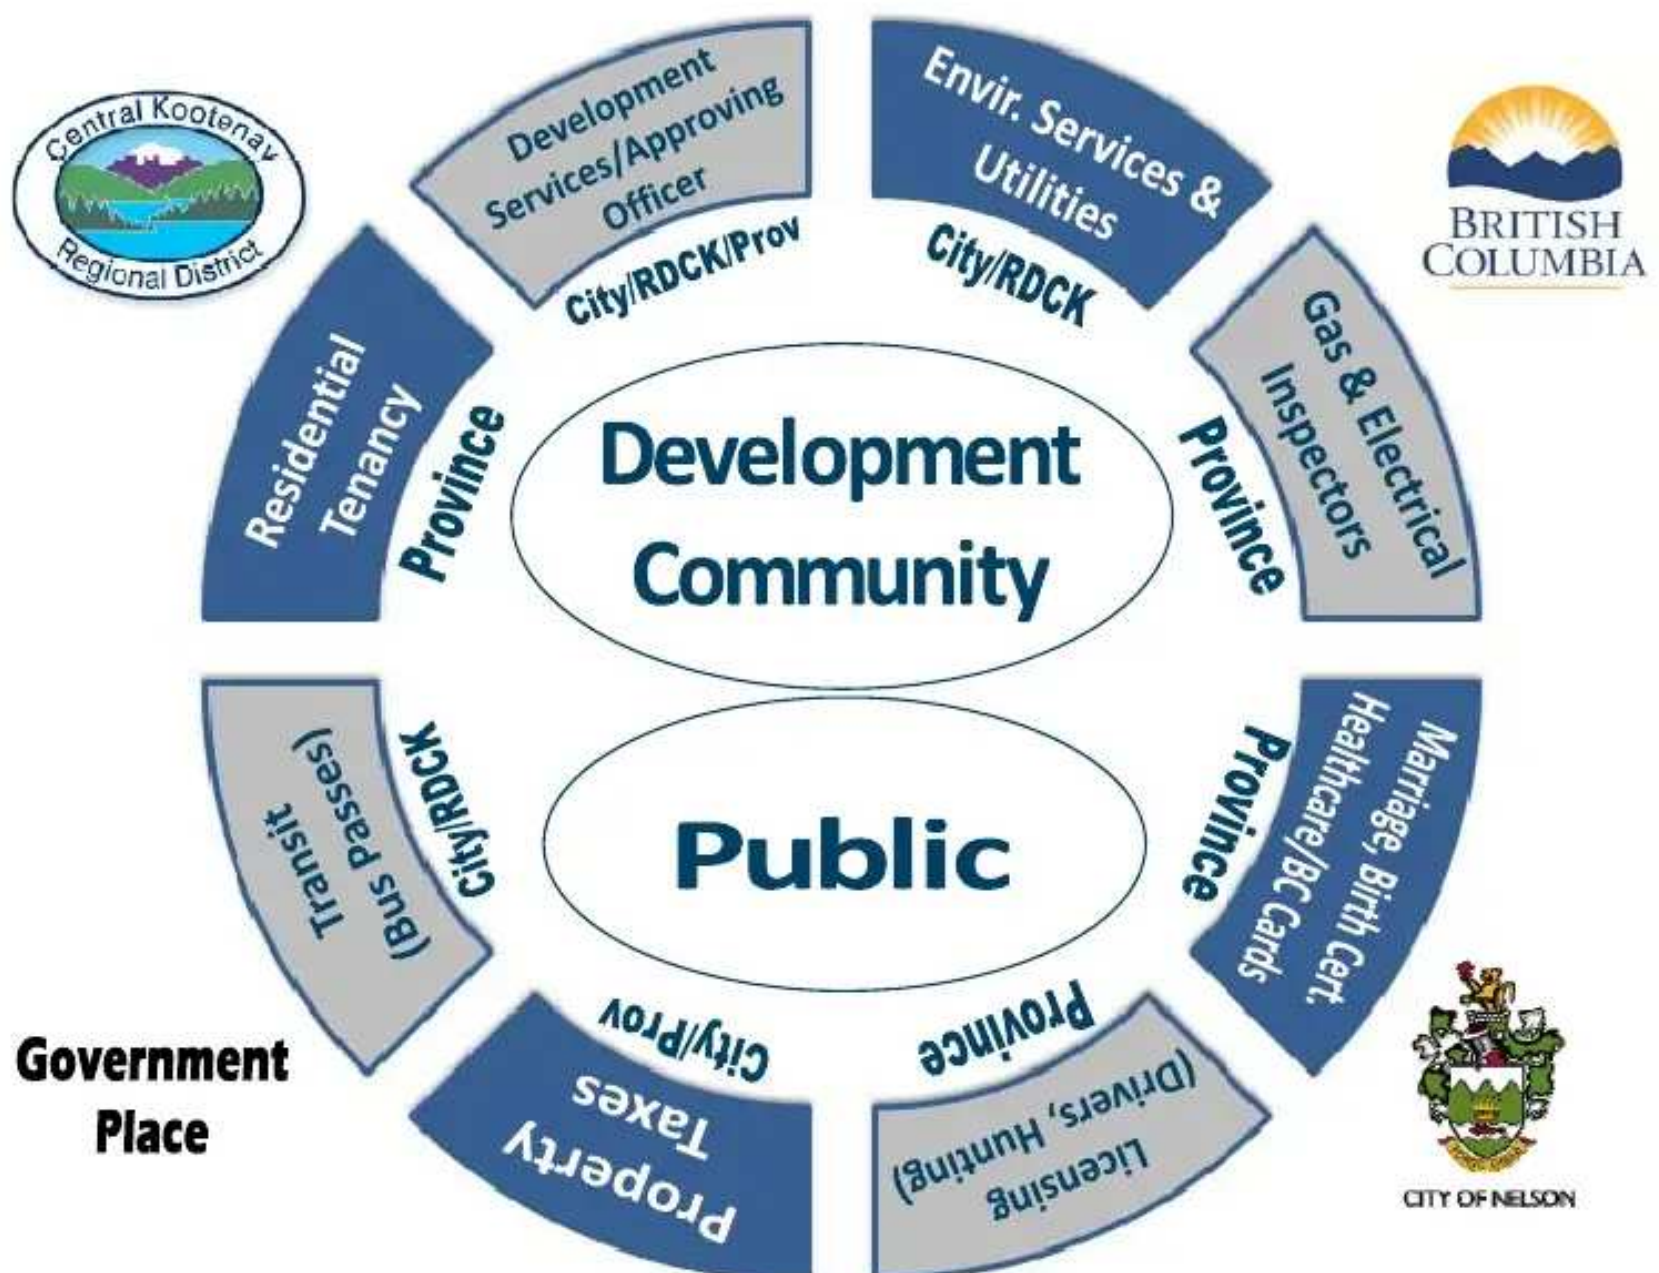 Central Kootenay
Regional District
Development
Services/Approving
Officer
City/RDCK/Prov
Envir. Services &
Utilities
City/RDCK
BRITISH
COLUMBIA
Gas & Electrical
Inspectors
Province
Residential
Tenancy
Province
Development
Community
Public
Marriage, Birth Cert.
Healthcare/BC Cards
Province
Licensing
(Drivers, Hunting)
Province
Property
Taxes
City/Prov
Transit
(Bus Passes)
City/RDCK
Government
Place
CITY OF NELSON